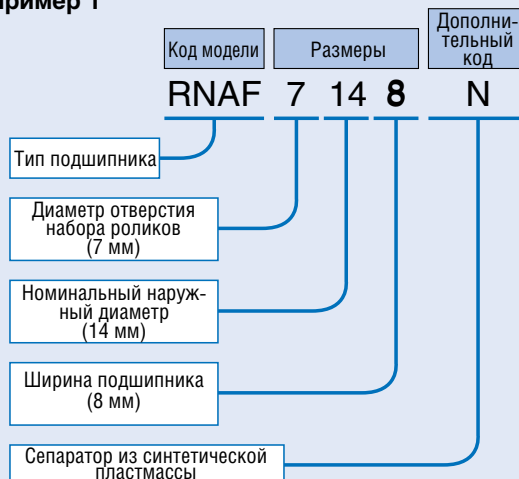 пример 1
Дополни-
тельный
код
Код модели Размеры
RNAF 7 14 8 N
Тип подшипника
Диаметр отверстия
набора роликов
(7 мм)
Номинальный наруж-
ный диаметр
(14 мм)
Ширина подшипника
(8 мм)
Сепаратор из синтетической
пластмассы